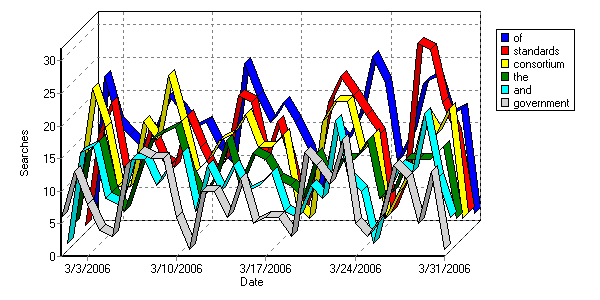 30
25
20
15
10
5
0
Searches
3/3/2006 3/10/2006 3/17/2006 3/24/2006 3/31/2006
Date
of
standards
consortium
the
and
government